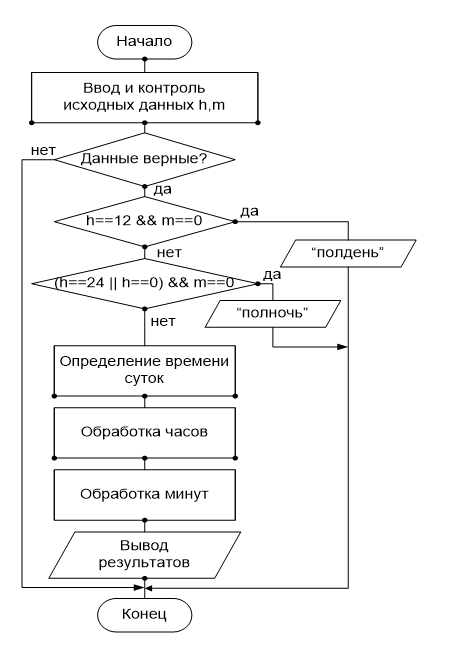 Начало
Ввод и контроль
исходных данных h,m
нет
Данные верные?
да
h==12 && m==0
да
нет
“полдень”
(h==24 || h==0) && m==0
да
“полночь”
нет
Определение времени
суток
Обработка часов
Обработка минут
Вывод
результатов
Конец